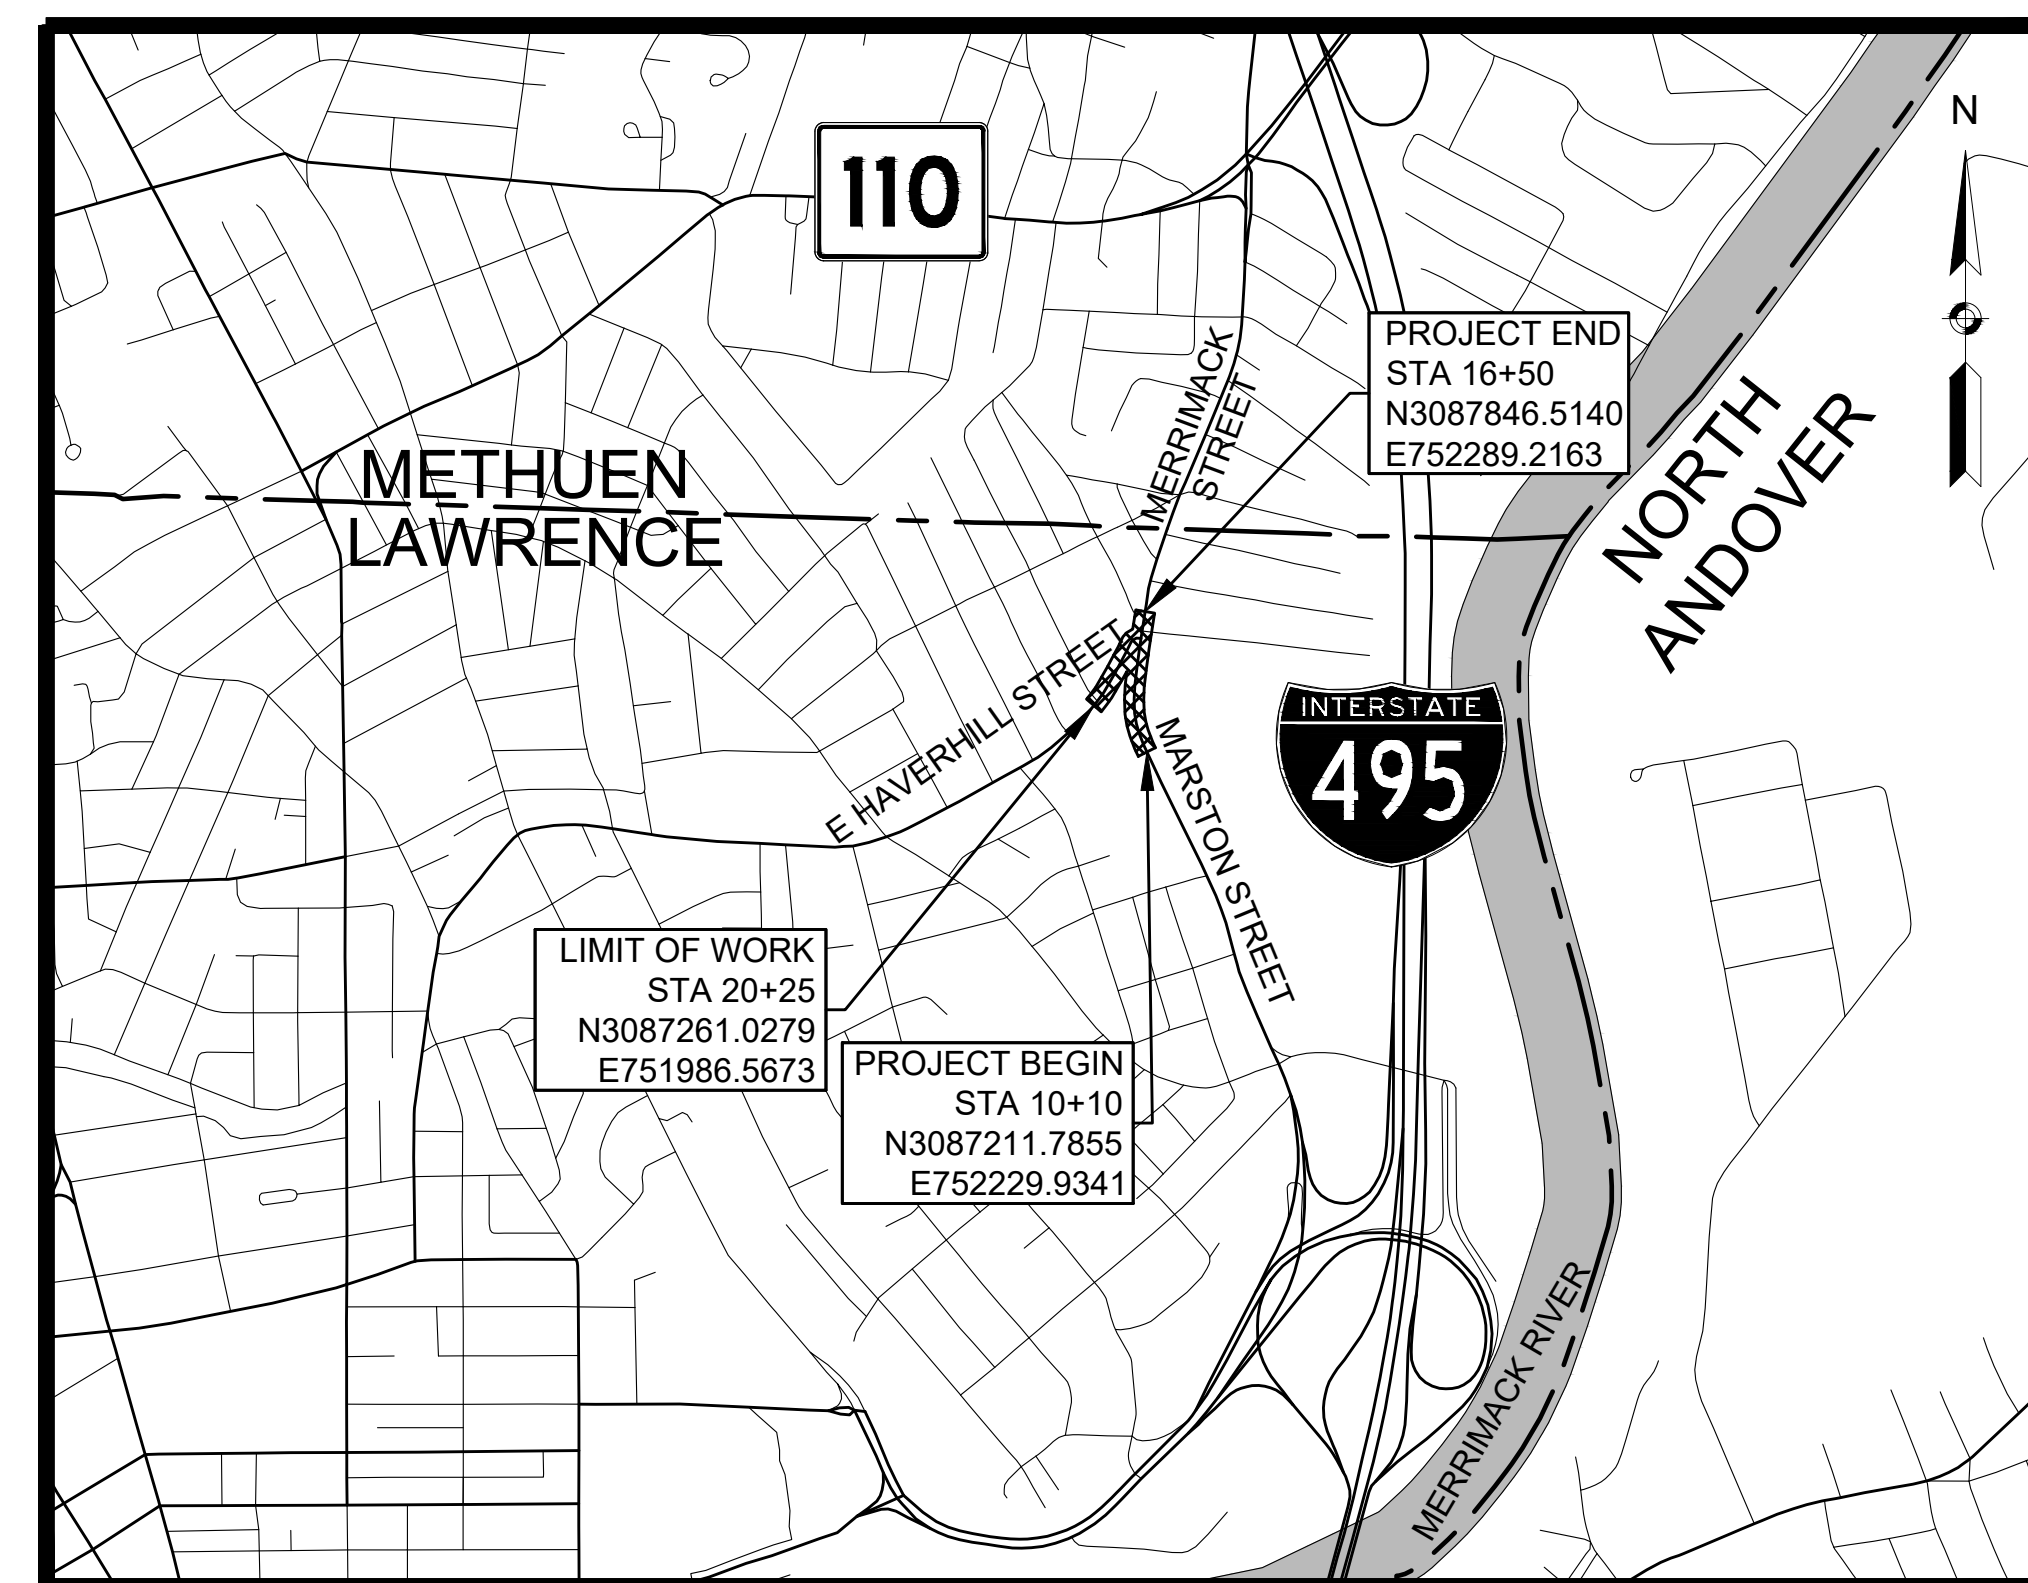 N
110
MERRIMACK
STREET
PROJECT END
STA 16+50
N3087846.5140
E752289.2163
NORTH
ANDOVER
METHUEN
LAWRENCE
E HAVERHILL STREET
MARSTON STREET
INTERSTATE
495
LIMIT OF WORK
STA 20+25
N3087261.0279
E751986.5673
PROJECT BEGIN
STA 10+10
N3087211.7855
E752229.9341
MERRIMACK RIVER